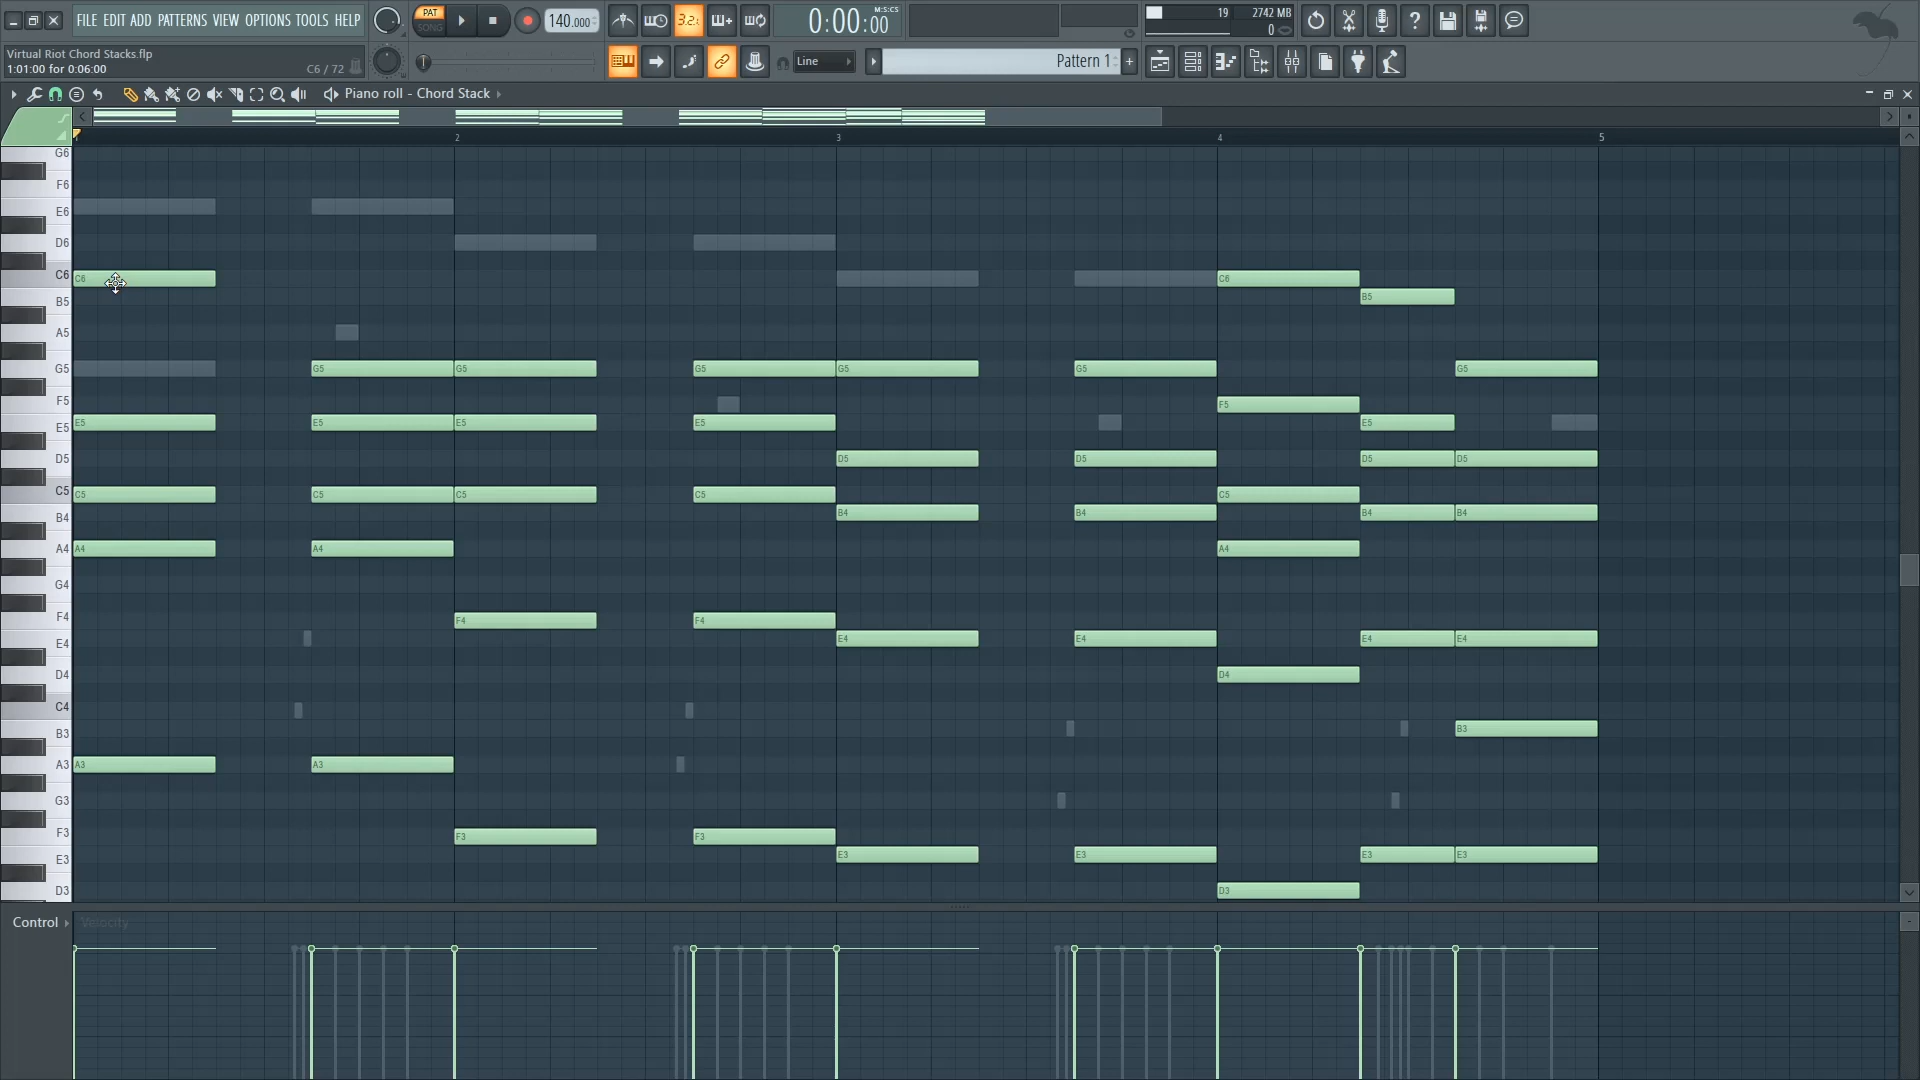 FILE EDIT ADD PATTERNS VIEW OPTIONS TOOLS HELP
PAT
SONG
140.000
3.2
0:00:00
M:S:CS
19
2742 MB
0
Virtual Riot Chord Stacks.flp
1:01:00 for 0:06:00
C6 / 72
Line
Pattern 1
Piano roll - Chord Stack
2 3 4 5
G6
F6
E6
D6
C6
B5
A5
G5
F5
E5
D5
C5
B4
A4
G4
F4
E4
D4
C4
B3
A3
G3
F3
E3
D3
C6 C6
B5
G5 G5 G5 G5 G5 G5
F5
E5 E5 E5 E5 E5
D5 D5 D5 D5
C5 C5 C5 C5 C5
B4 B4 B4 B4
A4 A4 A4
F4 F4
E4 E4 E4 E4
D4
B3
A3 A3
F3 F3
E3 E3 E3 E3
D3
Control
Velocity